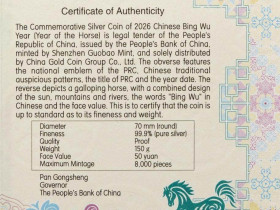 Certificate of Authenticity
The Commemorative Silver Coin of 2026 Chinese Bing Wu
Year (Year of the Horse) is legal tender of the People's
Republic of China, issued by the People's Bank of China,
minted by Shenzhen Guobao Mint, and solely distributed
by China Gold Coin Group Co., Ltd. The obverse features
the national emblem of the PRC, Chinese traditional
auspicious patterns, the title of PRC and the year date. The
reverse depicts a galloping horse, with a combined design
of the sun, mountains and rivers, the words "Bing Wu" in
Chinese and the face value. This is to certify that the coin is
up to standard as to its fineness and weight.
Diameter 70 mm (round)
Fineness 99.9% (pure silver)
Quality Proof
Weight 150 g
Face Value 50 yuan
Maximum Mintage 8,000 pieces
Pan Gongsheng
Governor
The People's Bank of China